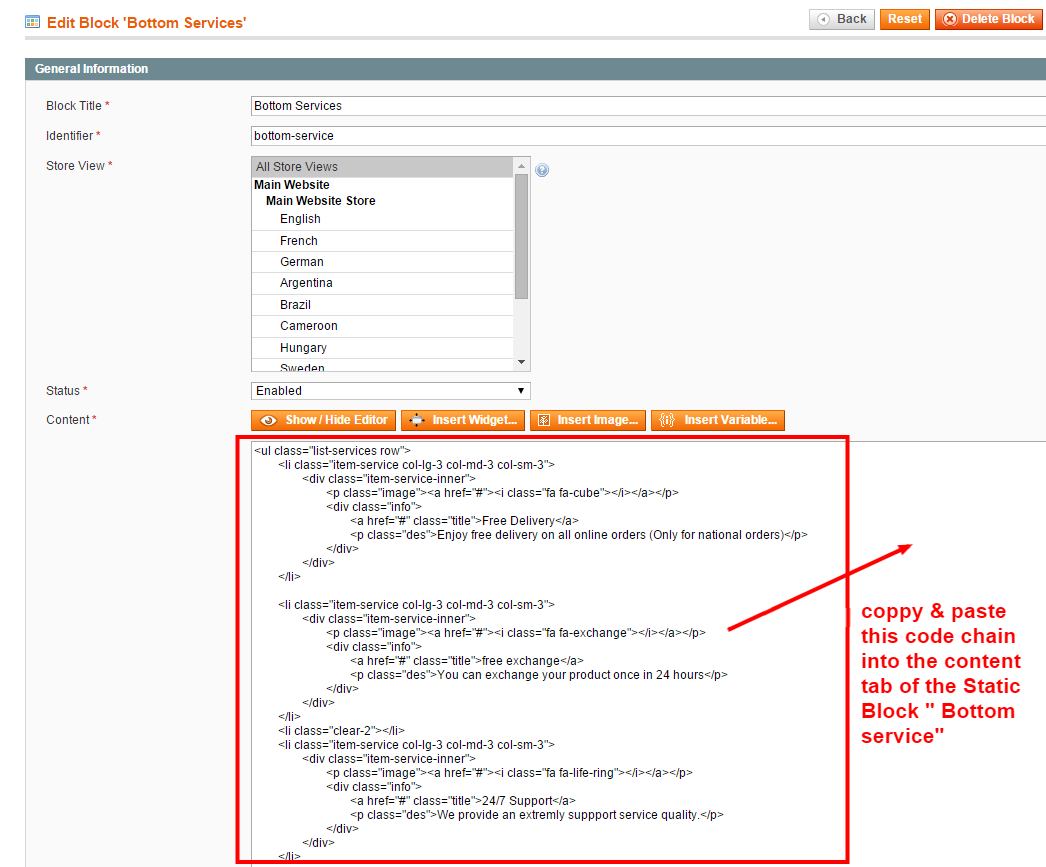 Edit Block 'Bottom Services'
Back
Reset
Delete Block
General Information
Block Title *
Bottom Services
Identifier *
bottom-service
Store View *
All Store Views
Main Website
Main Website Store
English
French
German
Argentina
Brazil
Cameroon
Hungary
Sweden
Status *
Enabled
Content *
Show / Hide Editor
Insert Widget...
Insert Image...
Insert Variable...
<ul class="list-services row">
<li class="item-service col-lg-3 col-md-3 col-sm-3">
<div class="item-service-inner">
<p class="image"><a href="#"><i class="fa fa-cube"></i></a></p>
<div class="info">
<a href="#" class="title">Free Delivery</a>
<p class="des">Enjoy free delivery on all online orders (Only for national orders)</p>
</div>
</div>
</li>
<li class="item-service col-lg-3 col-md-3 col-sm-3">
<div class="item-service-inner">
<p class="image"><a href="#"><i class="fa fa-exchange"></i></a></p>
<div class="info">
<a href="#" class="title">free exchange</a>
<p class="des">You can exchange your product once in 24 hours</p>
</div>
</div>
</li>
<li class="clear-2"></li>
<li class="item-service col-lg-3 col-md-3 col-sm-3">
<div class="item-service-inner">
<p class="image"><a href="#"><i class="fa fa-life-ring"></i></a></p>
<div class="info">
<a href="#" class="title">24/7 Support</a>
<p class="des">We provide an extremly suppport service quality.</p>
</div>
</div>
</li>
coppy & paste
this code chain
into the content
tab of the Static
Block " Bottom
service"